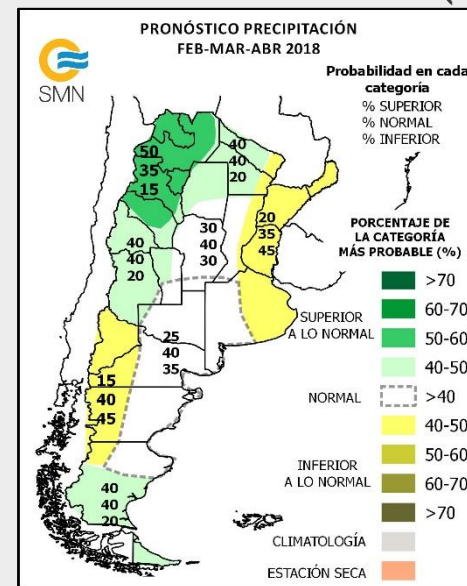 PRONÓSTICO PRECIPITACIÓN
FEB-MAR-ABR 2018
SMN
Probabilidad en cada
categoría
% SUPERIOR
% NORMAL
% INFERIOR
50
35
15
40
40
20
40
40
20
30
40
30
20
35
45
25
40
35
15
40
45
40
40
20
PORCENTAJE DE
LA CATEGORÍA
MÁS PROBABLE (%)
SUPERIOR
A LO NORMAL
>70
60-70
50-60
40-50
NORMAL
>40
INFERIOR
A LO NORMAL
40-50
50-60
60-70
>70
CLIMATOLOGÍA
ESTACIÓN SECA